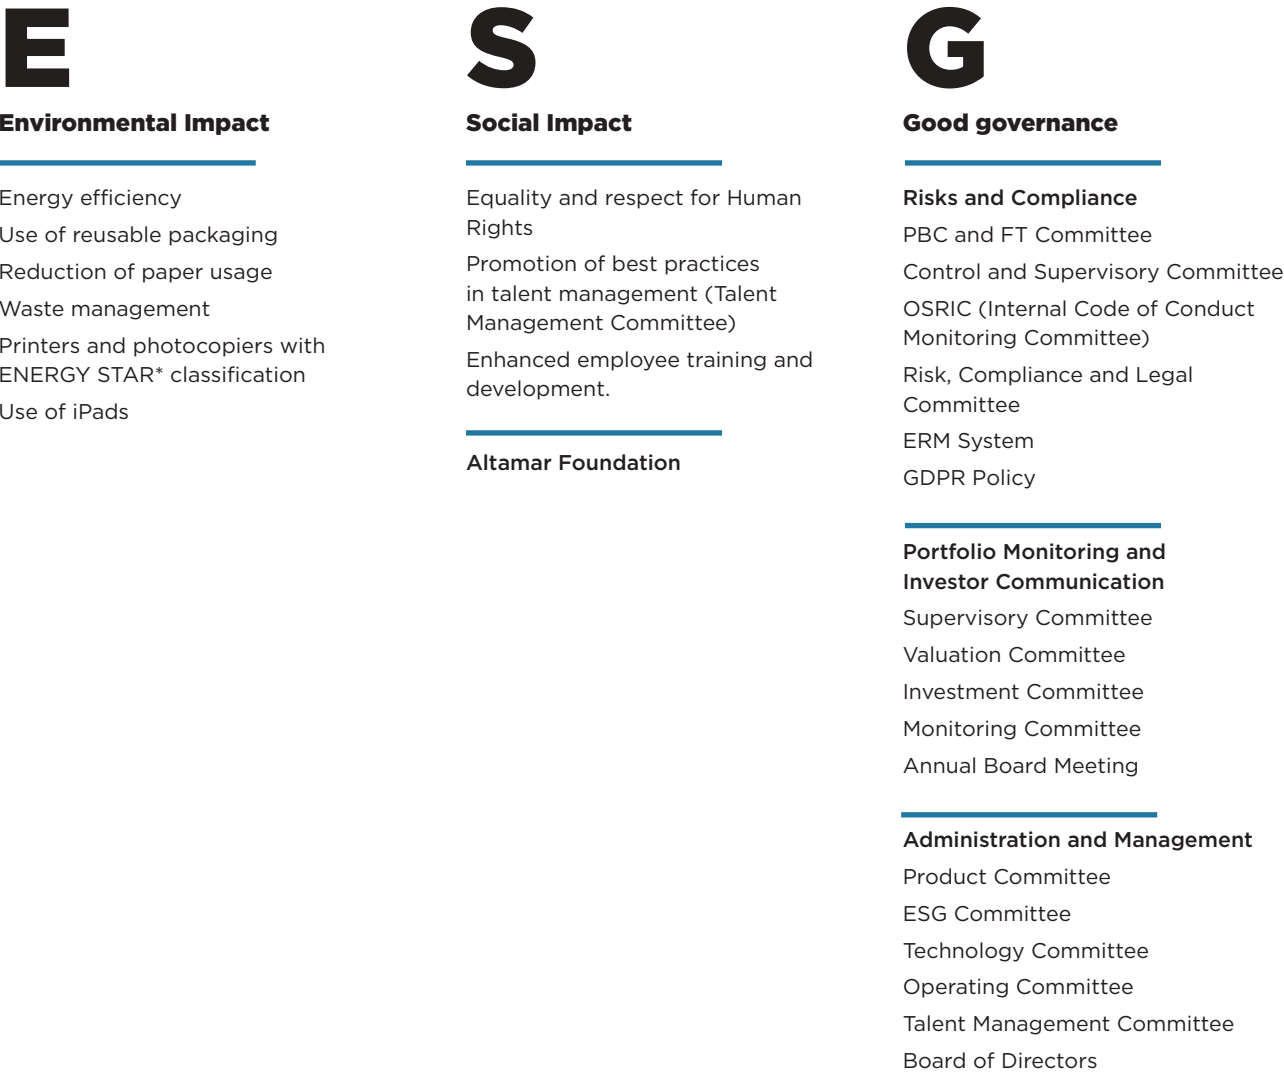 E
Environmental Impact
Energy efficiency
Use of reusable packaging
Reduction of paper usage
Waste management
Printers and photocopiers with
ENERGY STAR* classification
Use of iPads
S
Social Impact
Equality and respect for Human
Rights
Promotion of best practices
in talent management (Talent
Management Committee)
Enhanced employee training and
development.
Altamar Foundation
G
Good governance
Risks and Compliance
PBC and FT Committee
Control and Supervisory Committee
OSRIC (Internal Code of Conduct
Monitoring Committee)
Risk, Compliance and Legal
Committee
ERM System
GDPR Policy
Portfolio Monitoring and
Investor Communication
Supervisory Committee
Valuation Committee
Investment Committee
Monitoring Committee
Annual Board Meeting
Administration and Management
Product Committee
ESG Committee
Technology Committee
Operating Committee
Talent Management Committee
Board of Directors